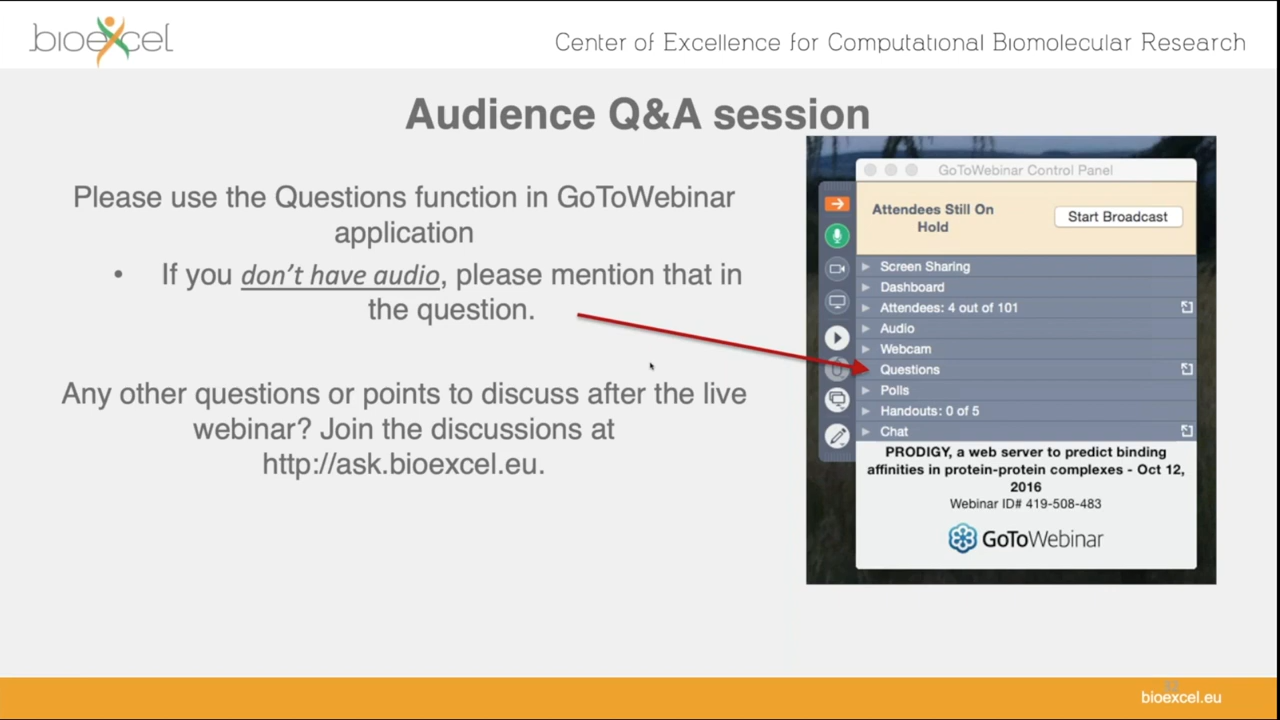 bioexcel
Center of Excellence for Computational Biomolecular Research
Audience Q&A session
Please use the Questions function in GoToWebinar
application
• If you don't have audio, please mention that in
the question.
Any other questions or points to discuss after the live
webinar? Join the discussions at
http://ask.bioexcel.eu.
GoToWebinar Control Panel
Attendees Still On
Hold
Start Broadcast
Screen Sharing
Dashboard
Attendees: 4 out of 101
Audio
Webcam
Questions
Polls
Handouts: 0 of 5
Chat
PRODIGY, a web server to predict binding
affinities in protein-protein complexes - Oct 12,
2016
Webinar ID# 419-508-483
GoToWebinar
bioexcel.eu